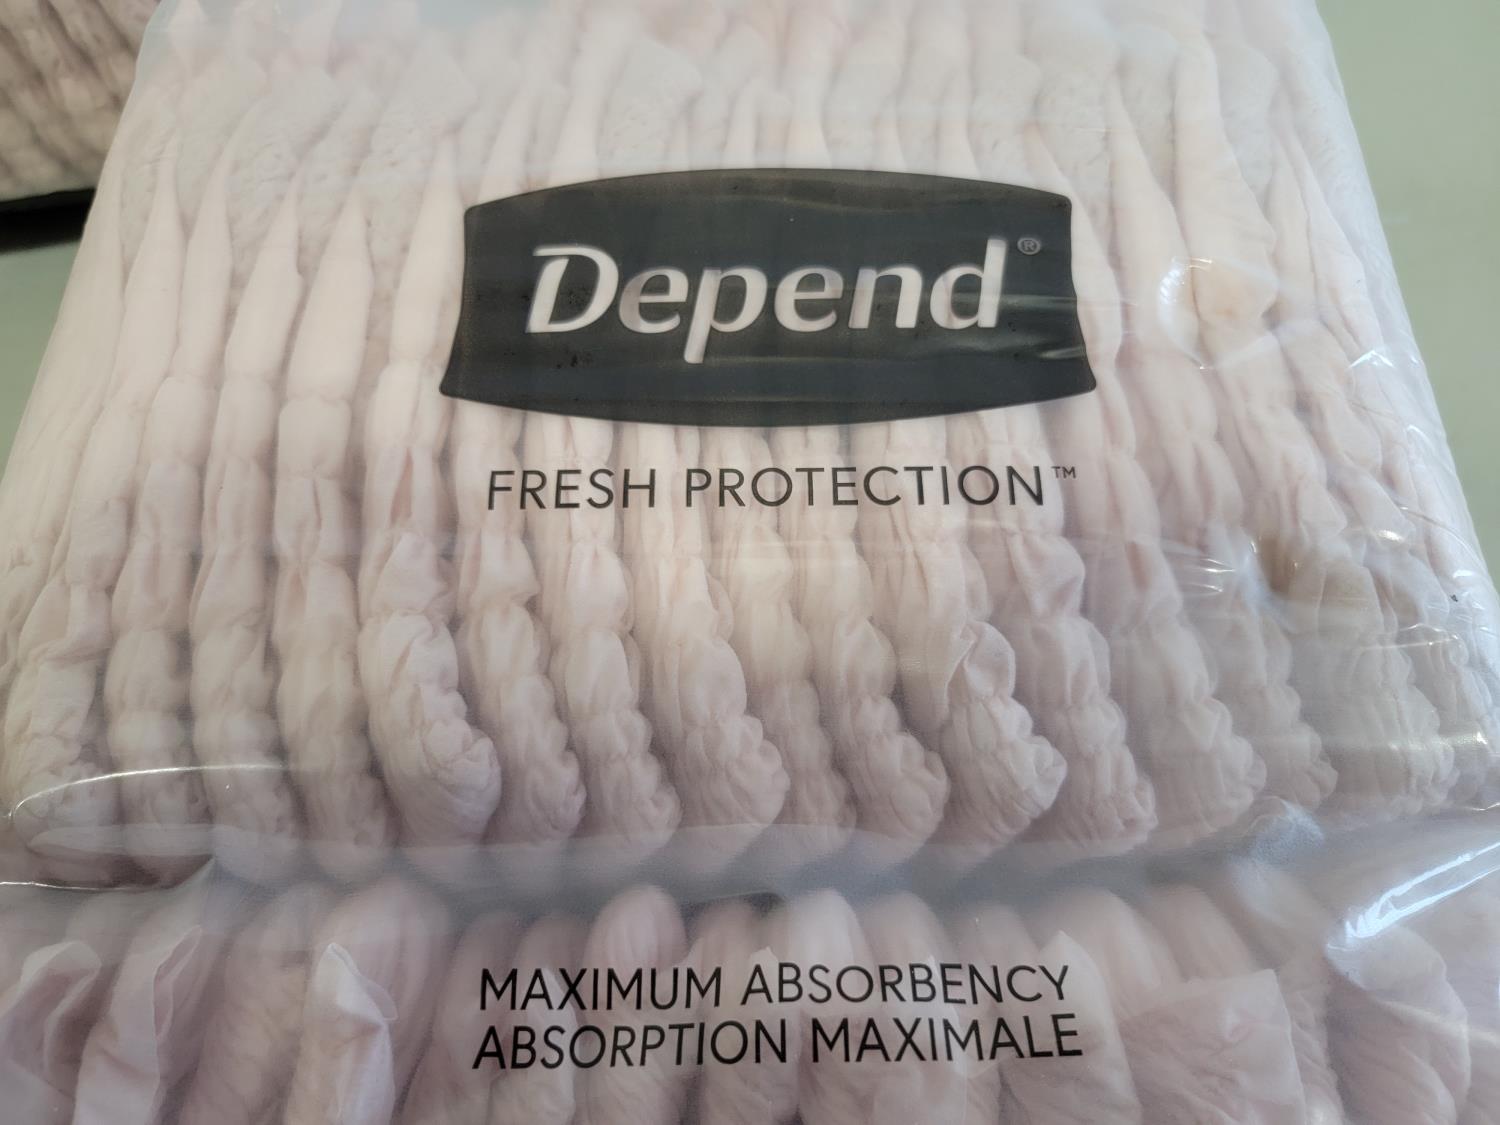 Depend®
FRESH PROTECTION™
MAXIMUM ABSORBENCY
ABSORPTION MAXIMALE